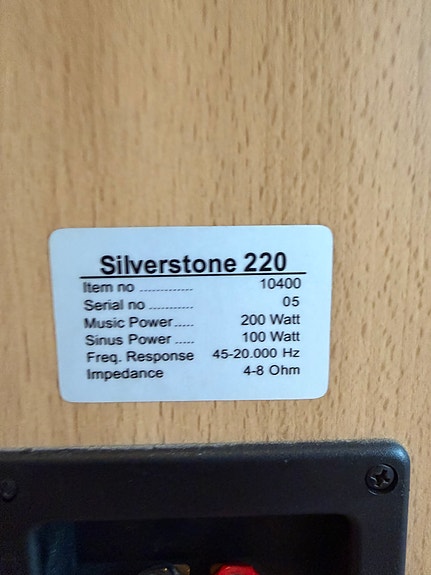 Silverstone 220
Item no .............. 10400
Serial no ............ 05
Music Power..... 200 Watt
Sinus Power ..... 100 Watt
Freq. Response 45-20.000 Hz
Impedance 4-8 Ohm